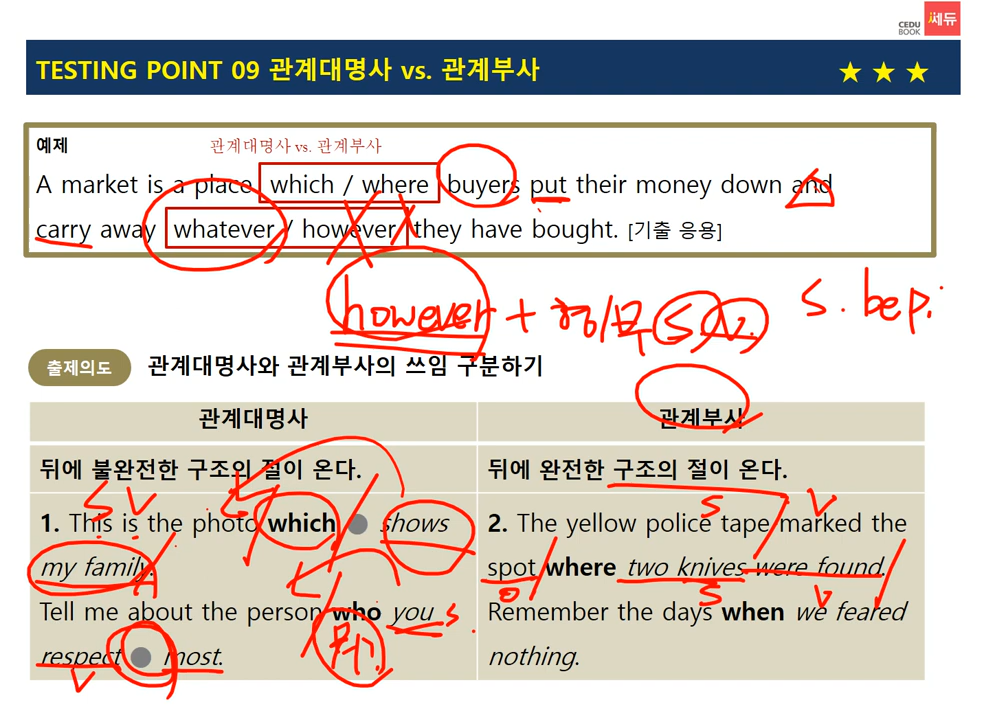 CEDU
BOOK
쎄듀
TESTING POINT 09 관계대명사 vs. 관계부사 ★ ★ ★
예제
관계대명사 vs. 관계부사
A market is a place which / where buyers put their money down and
carry away whatever / however they have bought. [기출 응용]
however + 형/부 S V
출제의도 관계대명사와 관계부사의 쓰임 구분하기
관계대명사 관계부사
뒤에 불완전한 구조의 절이 온다. 뒤에 완전한 구조의 절이 온다.
S V
1. This is the photo which shows
my family.
Tell me about the person who you s
respect most.
V
S V
2. The yellow police tape marked the
spot where two knives were found.
o S V
Remember the days when we feared
nothing.